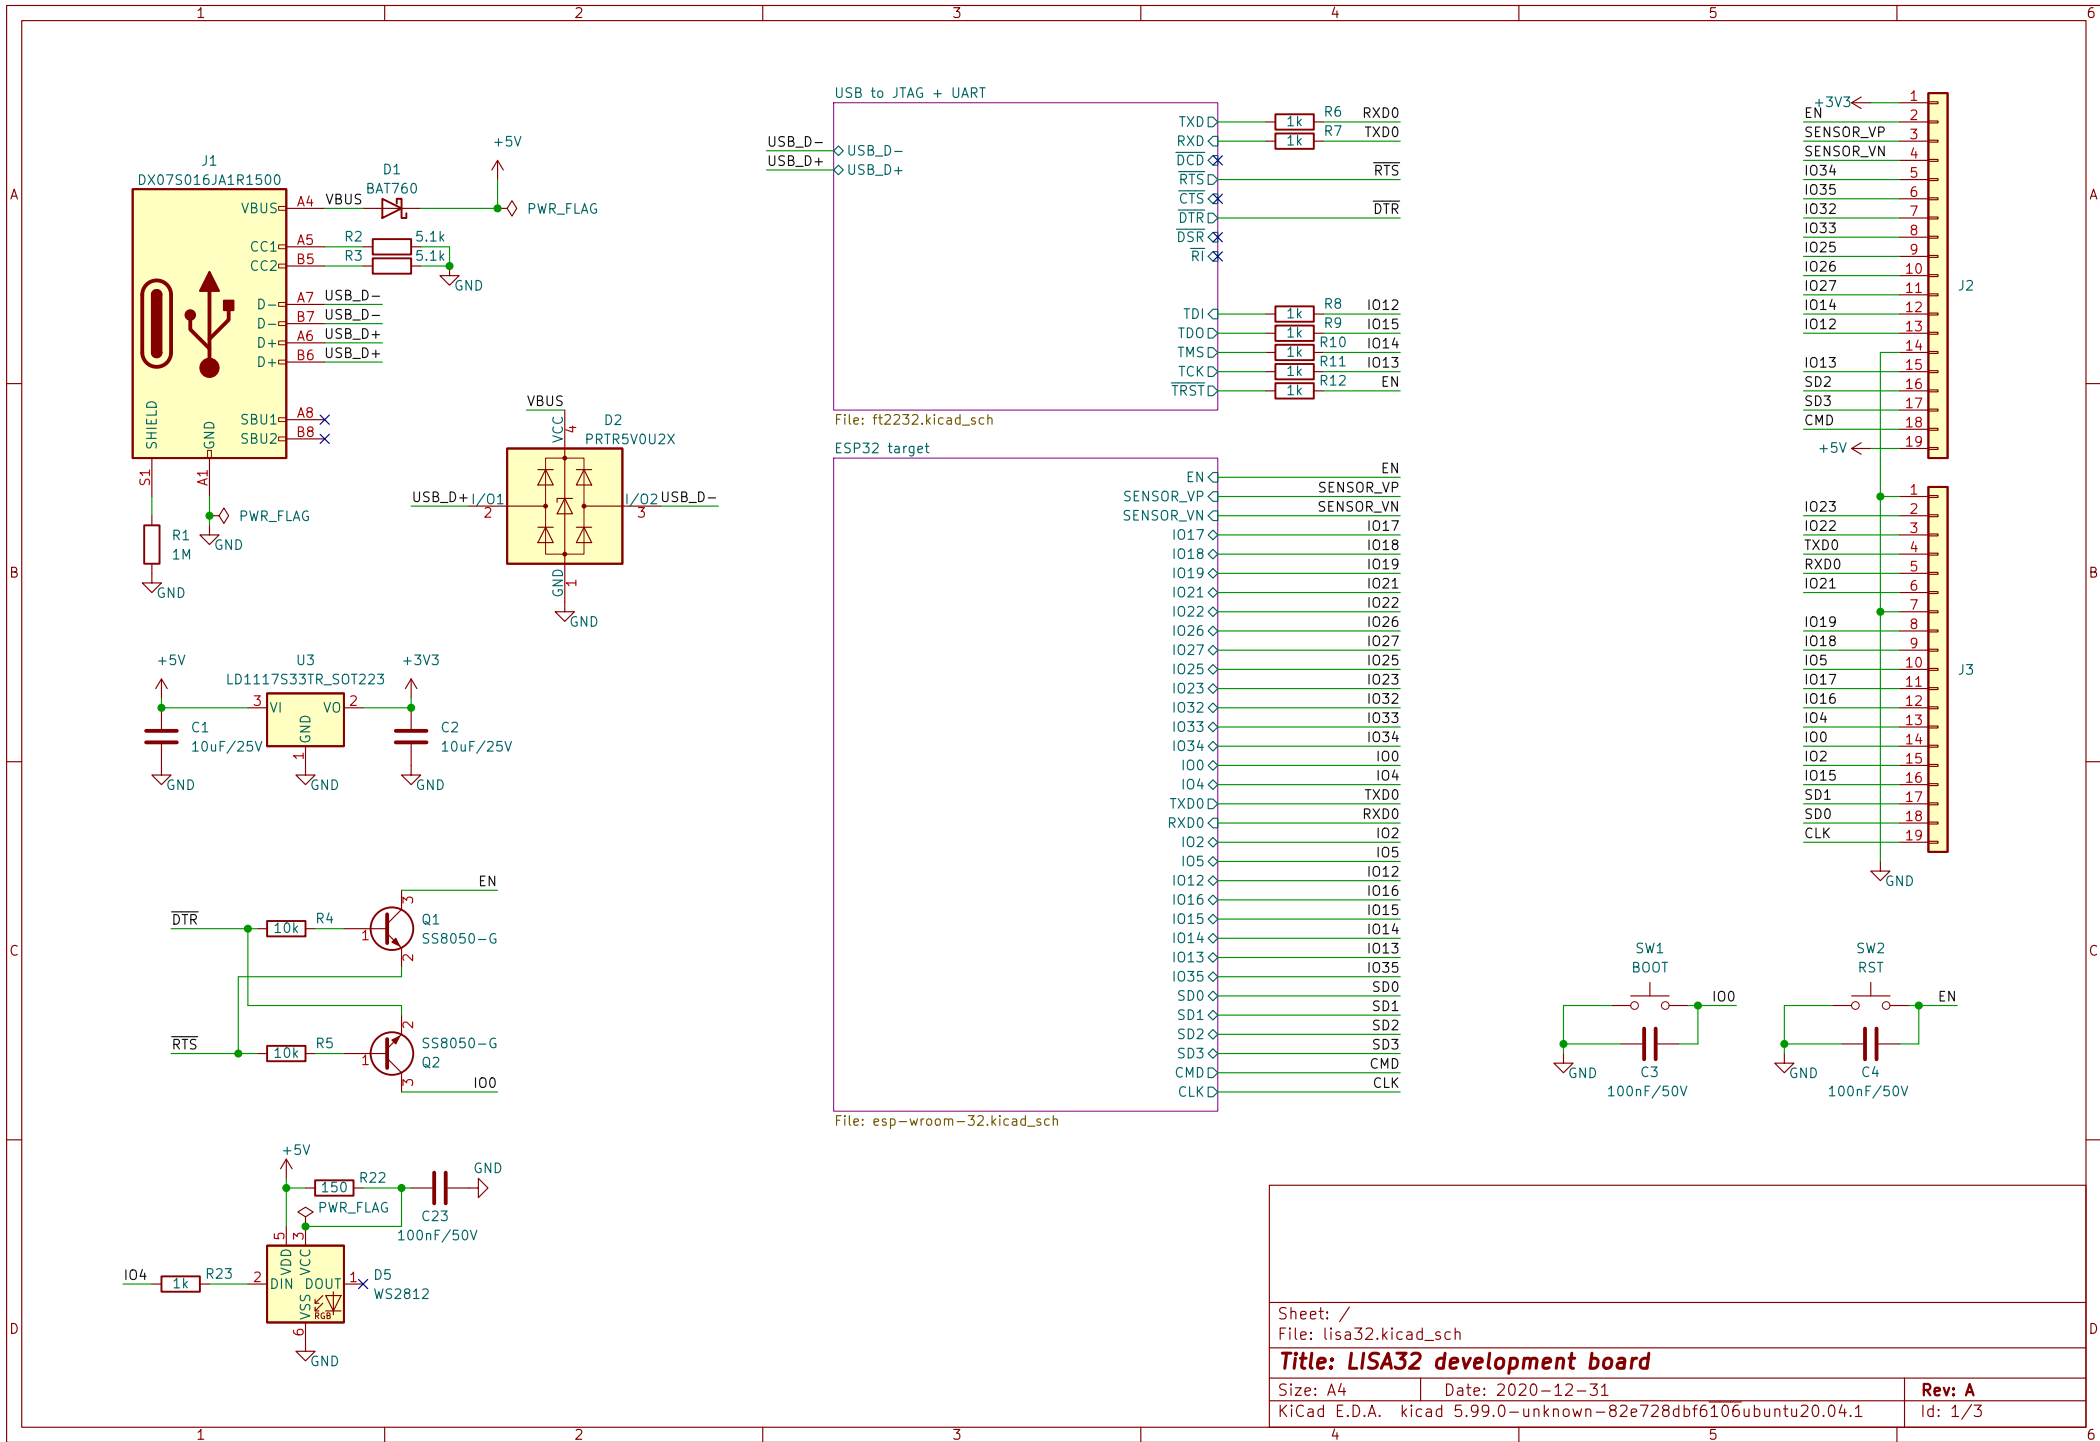 1 2 3 4 5 6
A
B
C
D
J1
DX07S016JA1R1500
VBUS A4 VBUS
CC1 A5
CC2 B5
D- A7 USB_D-
D- B7 USB_D-
D+ A6 USB_D+
D+ B6 USB_D+
SBU1 A8
SBU2 B8
SHIELD
GND
S1
A1
D1
BAT760
+5V
PWR_FLAG
R2 5.1k
R3 5.1k
GND
PWR_FLAG
GND
R1
1M
GND
VBUS
D2
PRTR5V0U2X
VCC
4
USB_D+ I/O1
2
I/O2 USB_D-
3
GND
1
GND
+5V
U3
LD1117S33TR_SOT223
+3V3
3 VI VO 2
GND
1
C1
10uF/25V
C2
10uF/25V
GND
GND
GND
EN
3
DTR
10k R4
1
Q1
SS8050-G
2
2
RTS
10k R5
1
SS8050-G
Q2
3
IO0
+5V
150 R22
GND
PWR_FLAG
C23
100nF/50V
5 3
VDD VCC
IO4
1k R23
2 DIN DOUT 1
VSS
RGB
D5
WS2812
6
GND
USB to JTAG + UART
USB_D- USB_D-
USB_D+ USB_D+
TXD 1k R6 RXD0
RXD 1k R7 TXD0
DCD
RTS RTS
CTS
DTR DTR
DSR
RI
TDI 1k R8 IO12
TDO 1k R9 IO15
TMS 1k R10 IO14
TCK 1k R11 IO13
TRST 1k R12 EN
File: ft2232.kicad_sch
ESP32 target
EN EN
SENSOR_VP SENSOR_VP
SENSOR_VN SENSOR_VN
IO17 IO17
IO18 IO18
IO19 IO19
IO21 IO21
IO22 IO22
IO26 IO26
IO27 IO27
IO25 IO25
IO23 IO23
IO32 IO32
IO33 IO33
IO34 IO34
IO0 IO0
IO4 IO4
TXD0 TXD0
RXD0 RXD0
IO2 IO2
IO5 IO5
IO12 IO12
IO16 IO16
IO15 IO15
IO14 IO14
IO13 IO13
IO35 IO35
SD0 SD0
SD1 SD1
SD2 SD2
SD3 SD3
CMD CMD
CLK CLK
File: esp-wroom-32.kicad_sch
+3V3 1
EN 2
SENSOR_VP 3
SENSOR_VN 4
IO34 5
IO35 6
IO32 7
IO33 8
IO25 9
IO26 10
IO27 11
IO14 12
IO12 13
14
IO13 15
SD2 16
SD3 17
CMD 18
+5V 19
J2
1
IO23 2
IO22 3
TXD0 4
RXD0 5
IO21 6
7
IO19 8
IO18 9
IO5 10
IO17 11
IO16 12
IO4 13
IO0 14
IO2 15
IO15 16
SD1 17
SD0 18
CLK 19
J3
GND
SW1
BOOT
IO0
GND
C3
100nF/50V
SW2
RST
EN
GND
C4
100nF/50V
Sheet: /
File: lisa32.kicad_sch
Title: LISA32 development board
Size: A4 Date: 2020-12-31 Rev: A
KiCad E.D.A. kicad 5.99.0-unknown-82e728dbf6106ubuntu20.04.1 Id: 1/3
A
B
C
D
1 2 3 4 5 6